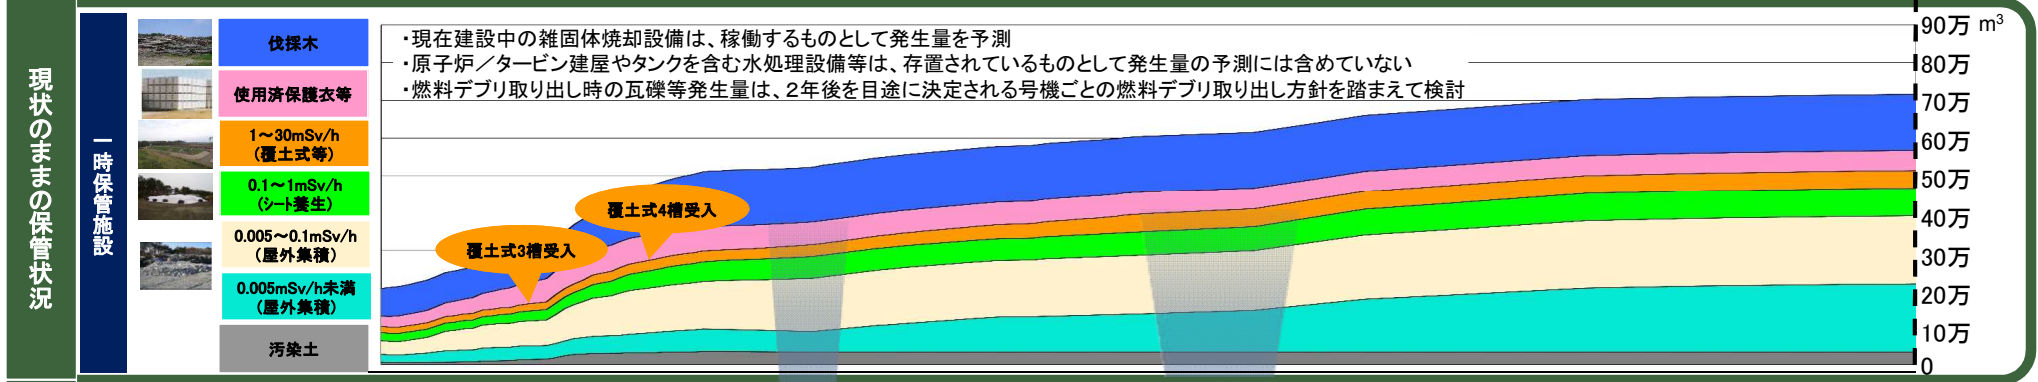 現状のままの保管状況
一時保管施設
伐採木
使用済保護衣等
1～30mSv/h
(覆土式等)
0.1～1mSv/h
(シート養生)
0.005～0.1mSv/h
(屋外集積)
0.005mSv/h未満
(屋外集積)
汚染土
・現在建設中の雑固体焼却設備は、稼働するものとして発生量を予測
・原子炉／タービン建屋やタンクを含む水処理設備等は、存置されているものとして発生量の予測には含めていない
・燃料デブリ取り出し時の瓦礫等発生量は、２年後を目途に決定される号機ごとの燃料デブリ取り出し方針を踏まえて検討
覆土式4槽受入
覆土式3槽受入
90万 m³
80万
70万
60万
50万
40万
30万
20万
10万
0